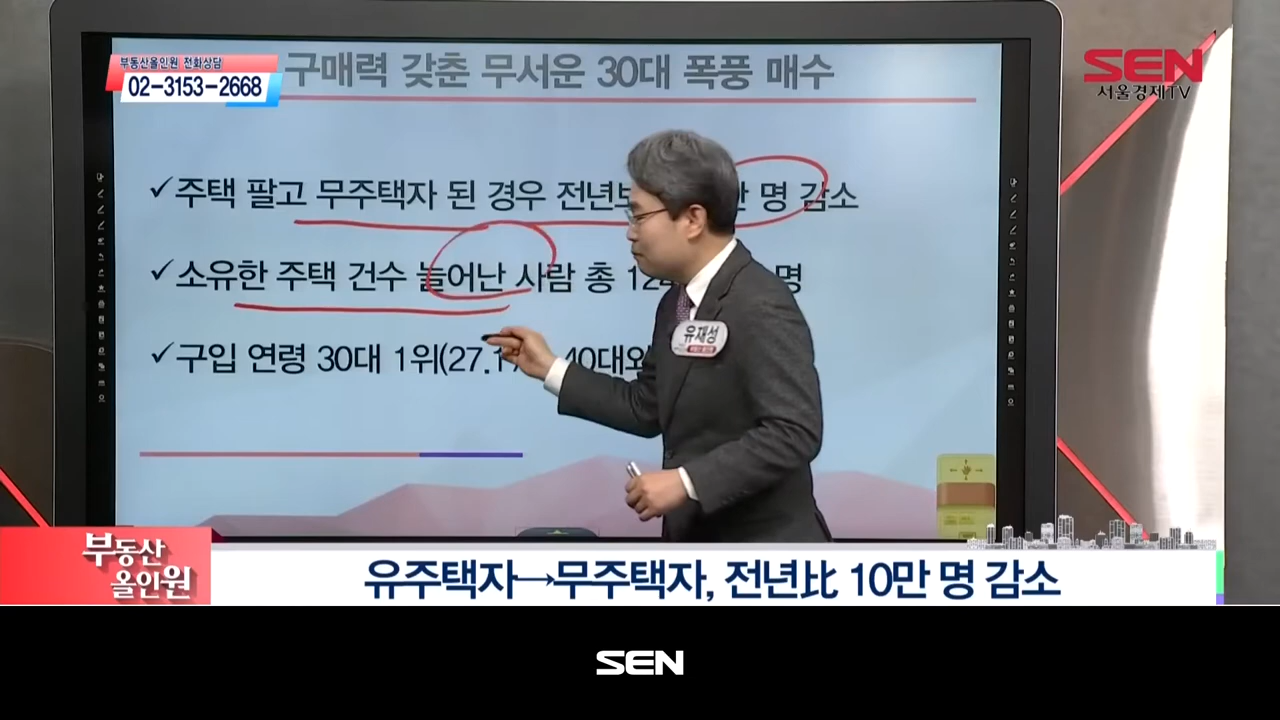 부동산올인원 전화상담
02-3153-2668
구매력 갖춘 무서운 30대 폭풍 매수
SEN
서울경제TV
✓주택 팔고 무주택자 된 경우 명 감소
✓소유한 주택 건수 늘어난 사람 총 명
✓구입 연령 30대 1위 40대와
유재성
부동산
올인원
유주택자→무주택자, 전년比 10만 명 감소
SEN